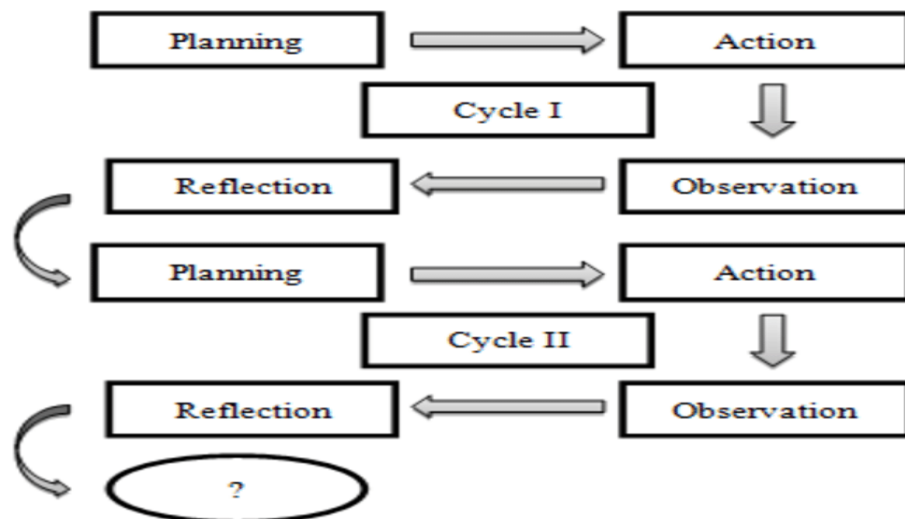 Planning
Action
Cycle I
Reflection
Observation
Planning
Action
Cycle II
Reflection
Observation
?